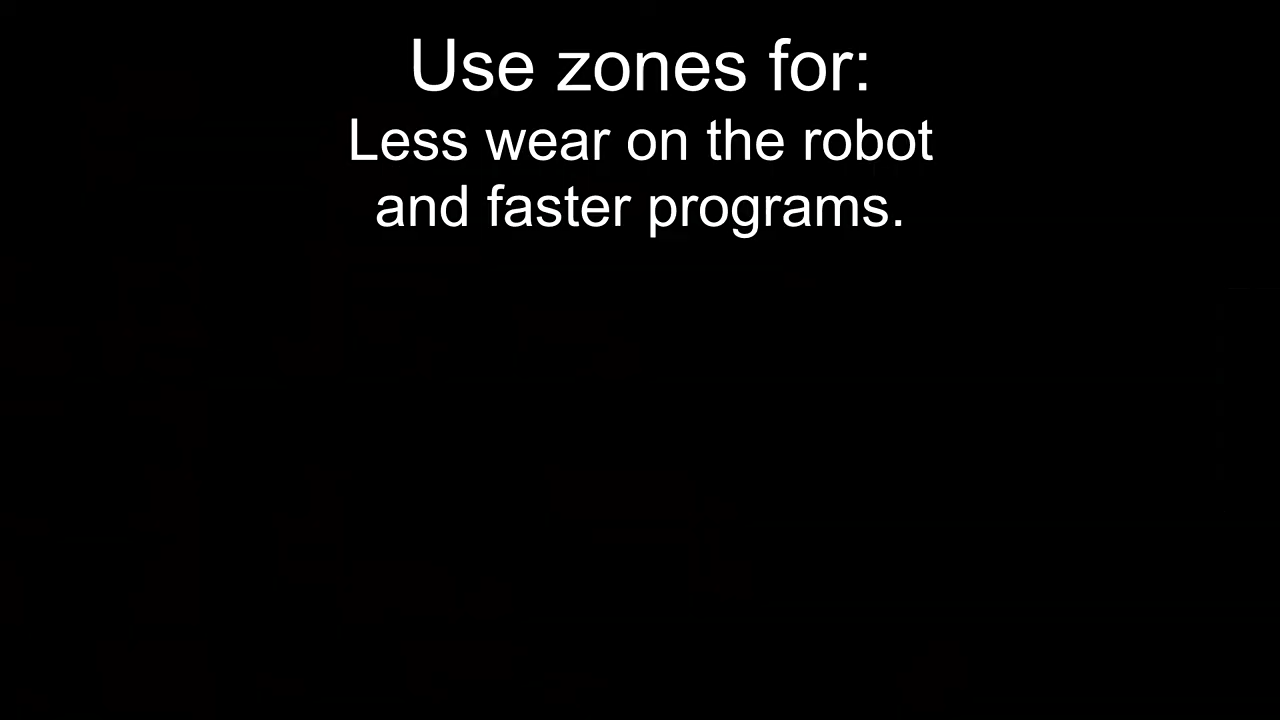 Use zones for:
Less wear on the robot
and faster programs.